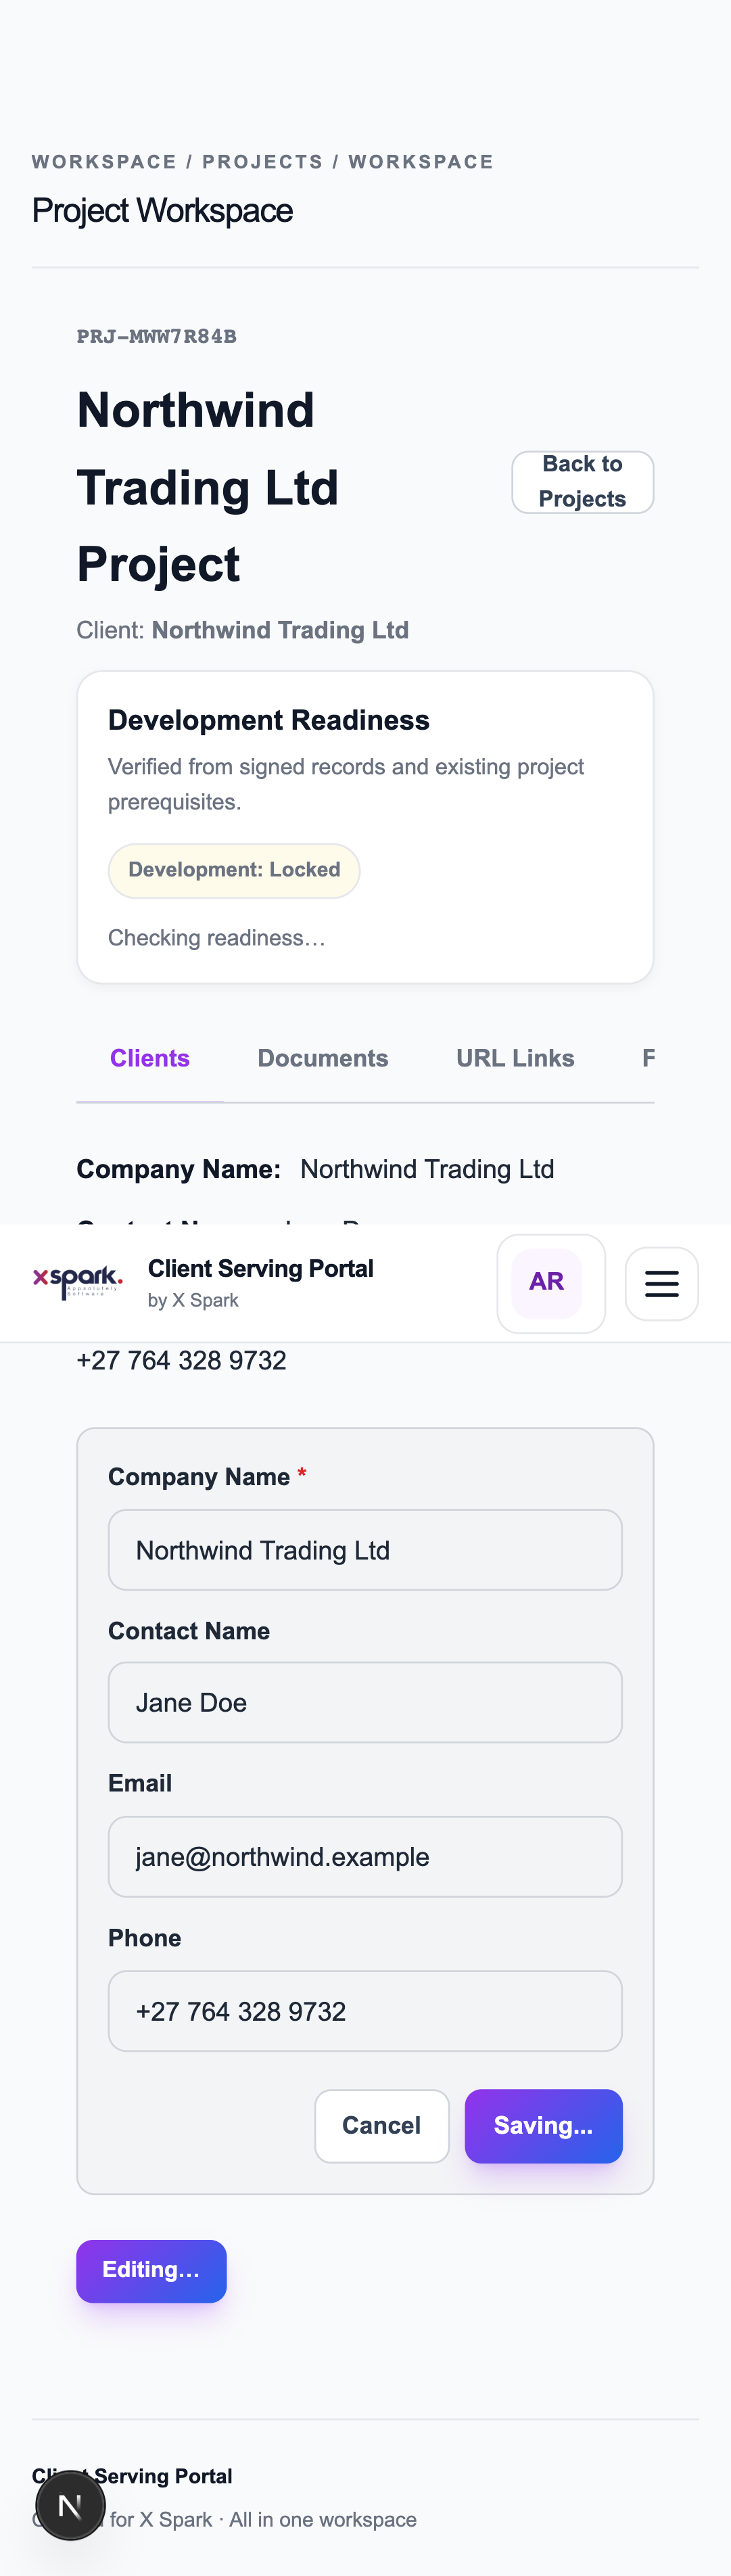 WORKSPACE / PROJECTS / WORKSPACE
Project Workspace
PRJ-MWW7R84B
Northwind
Trading Ltd
Project
Back to
Projects
Client: Northwind Trading Ltd
Development Readiness
Verified from signed records and existing project
prerequisites.
Development: Locked
Checking readiness…
Clients Documents URL Links F
Company Name: Northwind Trading Ltd
xspark.
Appsolutely
Software
Client Serving Portal
by X Spark
AR
+27 764 328 9732
Company Name *
Northwind Trading Ltd
Contact Name
Jane Doe
Email
jane@northwind.example
Phone
+27 764 328 9732
Cancel
Saving...
Editing…
Serving Portal
N
for X Spark · All in one workspace